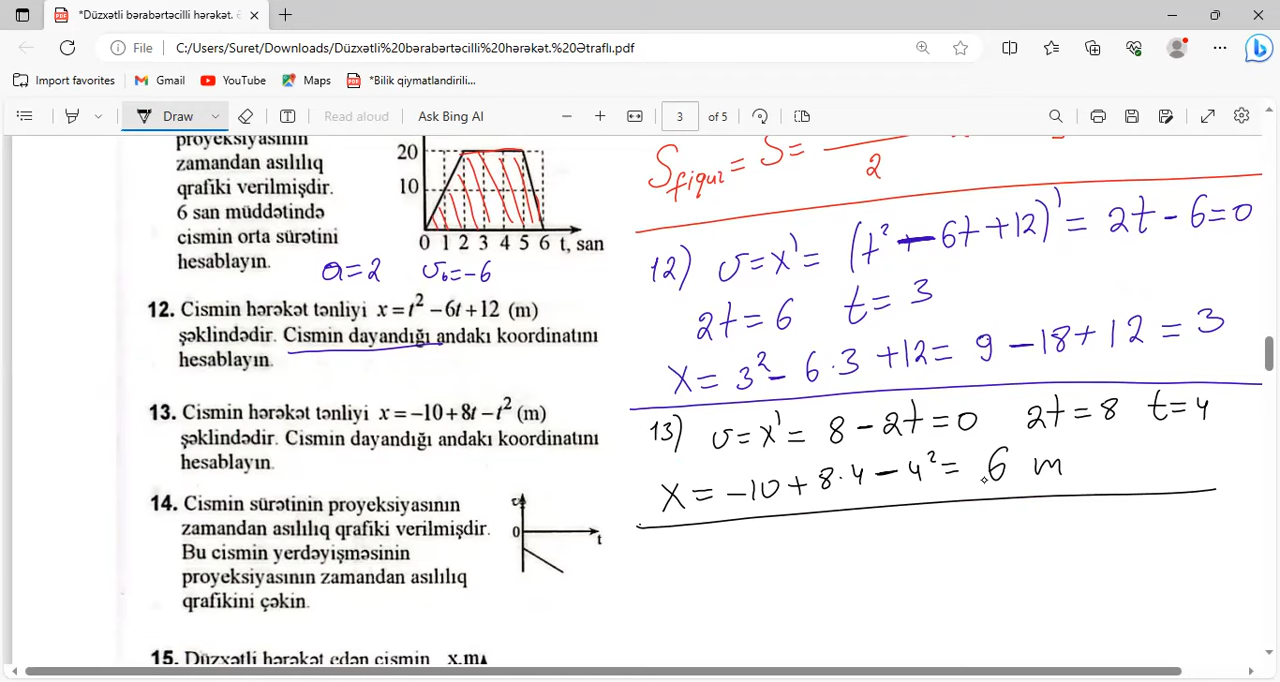 *Düzxətli bərabərtəcilli hərəkət.
File C:/Users/Suret/Downloads/Düzxətli%20bərabərtəcilli%20hərəkət.%20Ətraflı.pdf
Import favorites Gmail YouTube Maps *Bilik qiymatlandirili...
Draw Read aloud Ask Bing AI 3 of 5
proyeksiyasının
zamandan asılılıq
qrafiki verilmişdir.
6 san müddətində
cismin orta sürətini
hesablayın.
20
10
0 1 2 3 4 5 6 t, san
a=2 υ₀=-6
12. Cismin hərəkət tənliyi x=t²-6t+12 (m)
şəklindədir. Cismin dayandığı andakı koordinatını
hesablayın.
13. Cismin hərəkət tənliyi x=-10+8t-t² (m)
şəklindədir. Cismin dayandığı andakı koordinatını
hesablayın.
14. Cismin sürətinin proyeksiyasının
zamandan asılılıq qrafiki verilmişdir.
Bu cismin yerdəyişməsinin
proyeksiyasının zamandan asılılıq
qrafikini çəkin.
υ
0
t
15. Düzxətli hərəkət edən cismin x,m
S fiqur = S =
2
12) υ=x'= (t²-6t+12)'= 2t-6=0
2t=6 t=3
x=3²-6·3+12= 9-18+12=3
13) υ=x'= 8-2t=0 2t=8 t=4
x=-10+8·4-4²= 6 m